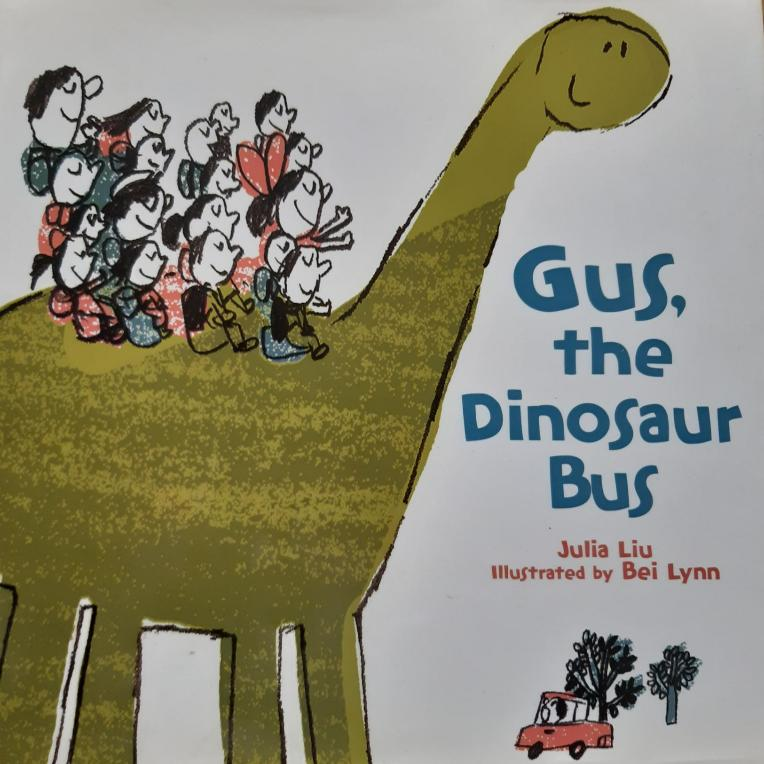 Gus,
the
Dinosaur
Bus
Julia Liu
Illustrated by Bei Lynn